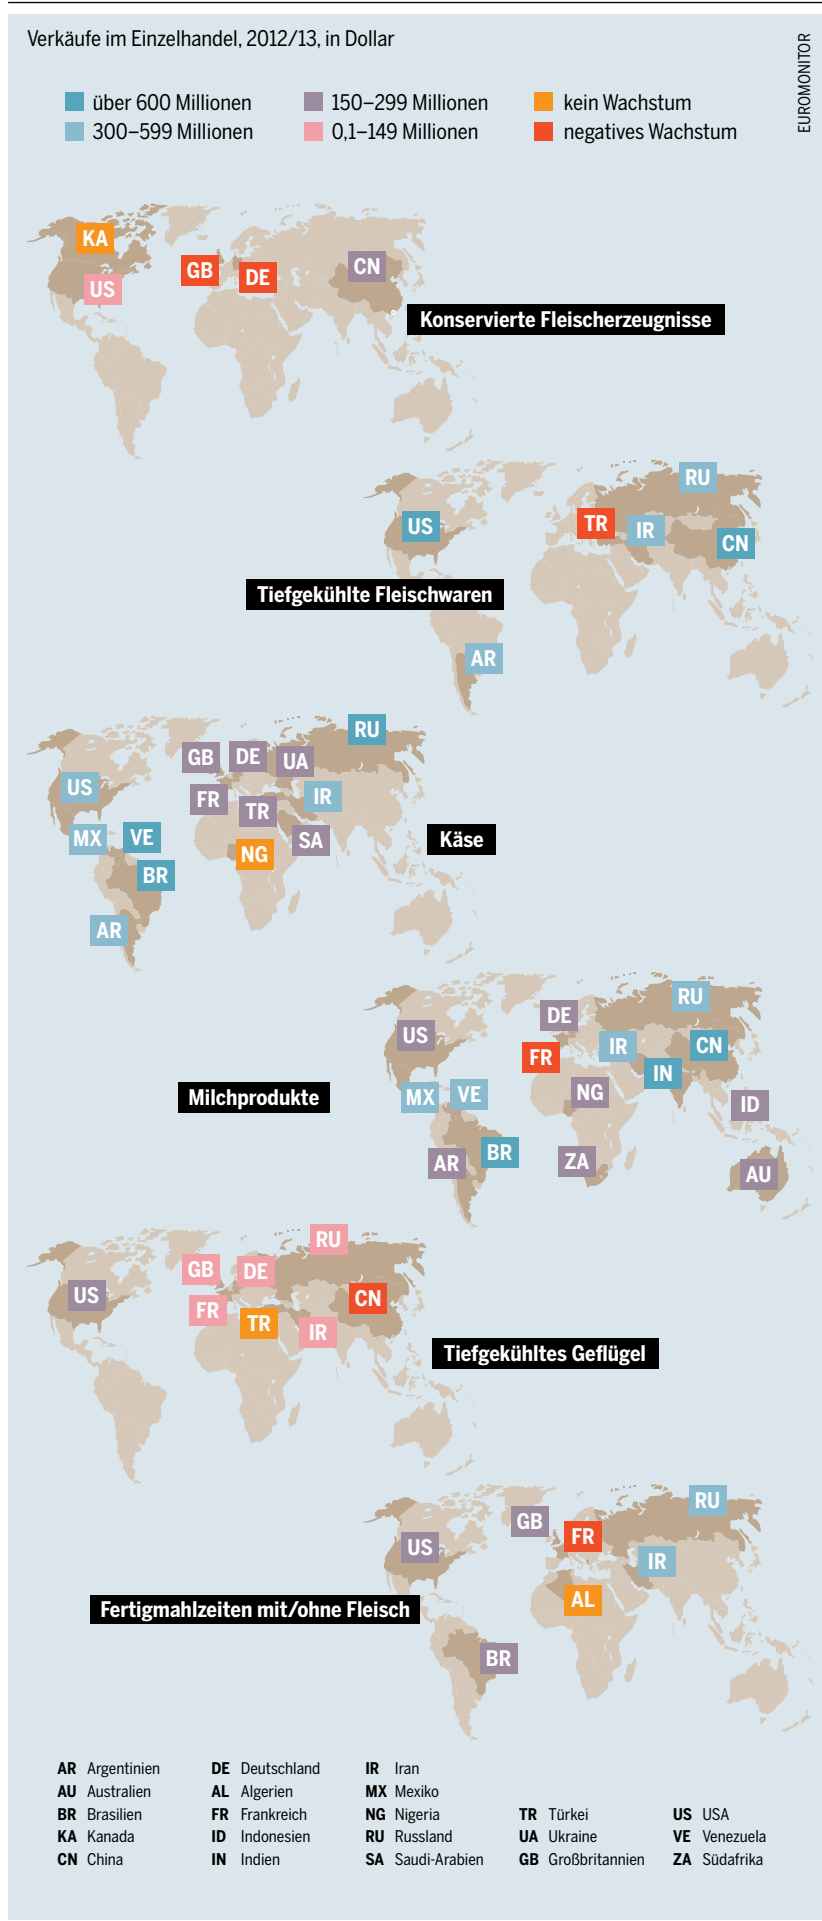 Verkäufe im Einzelhandel, 2012/13, in Dollar
EUROMONITOR
über 600 Millionen
300–599 Millionen
150–299 Millionen
0,1–149 Millionen
kein Wachstum
negatives Wachstum
KA
US
GB
DE
CN
Konservierte Fleischerzeugnisse
RU
US
TR
IR
CN
Tiefgekühlte Fleischwaren
AR
RU
GB
DE
UA
US
FR
TR
IR
MX
VE
NG
SA
Käse
BR
AR
RU
DE
US
FR
IR
CN
IN
MX
VE
NG
ID
Milchprodukte
AR
BR
ZA
AU
RU
GB
DE
US
FR
TR
IR
CN
Tiefgekühltes Geflügel
RU
GB
US
FR
IR
AL
Fertigmahlzeiten mit/ohne Fleisch
BR
AR Argentinien
AU Australien
BR Brasilien
KA Kanada
CN China
DE Deutschland
AL Algerien
FR Frankreich
ID Indonesien
IN Indien
IR Iran
MX Mexiko
NG Nigeria
RU Russland
SA Saudi-Arabien
TR Türkei
UA Ukraine
GB Großbritannien
US USA
VE Venezuela
ZA Südafrika